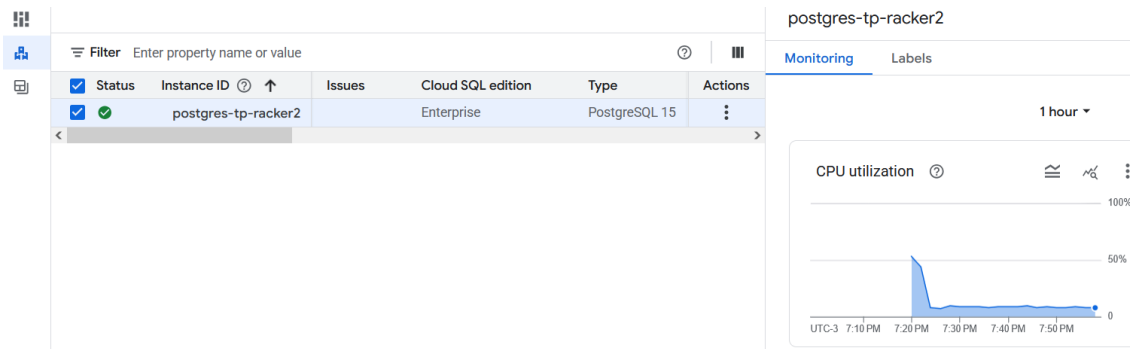 postgres-tp-racker2
Filter Enter property name or value
Monitoring Labels
Status Instance ID Issues Cloud SQL edition Type Actions
postgres-tp-racker2 Enterprise PostgreSQL 15
1 hour
CPU utilization
100%
50%
0
UTC-3 7:10 PM 7:20 PM 7:30 PM 7:40 PM 7:50 PM